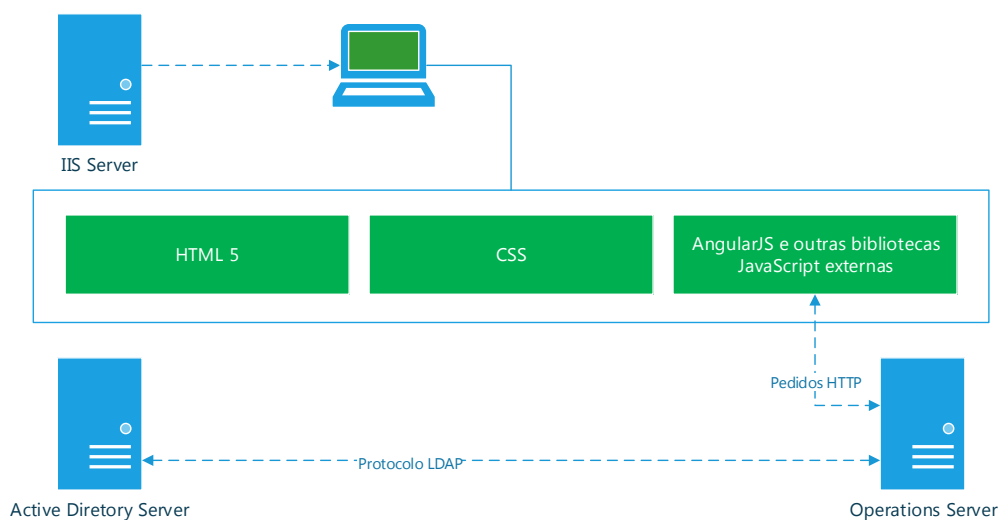 IIS Server
HTML 5
CSS
AngularJS e outras bibliotecas
JavaScript externas
Pedidos HTTP
Protocolo LDAP
Active Diretory Server
Operations Server